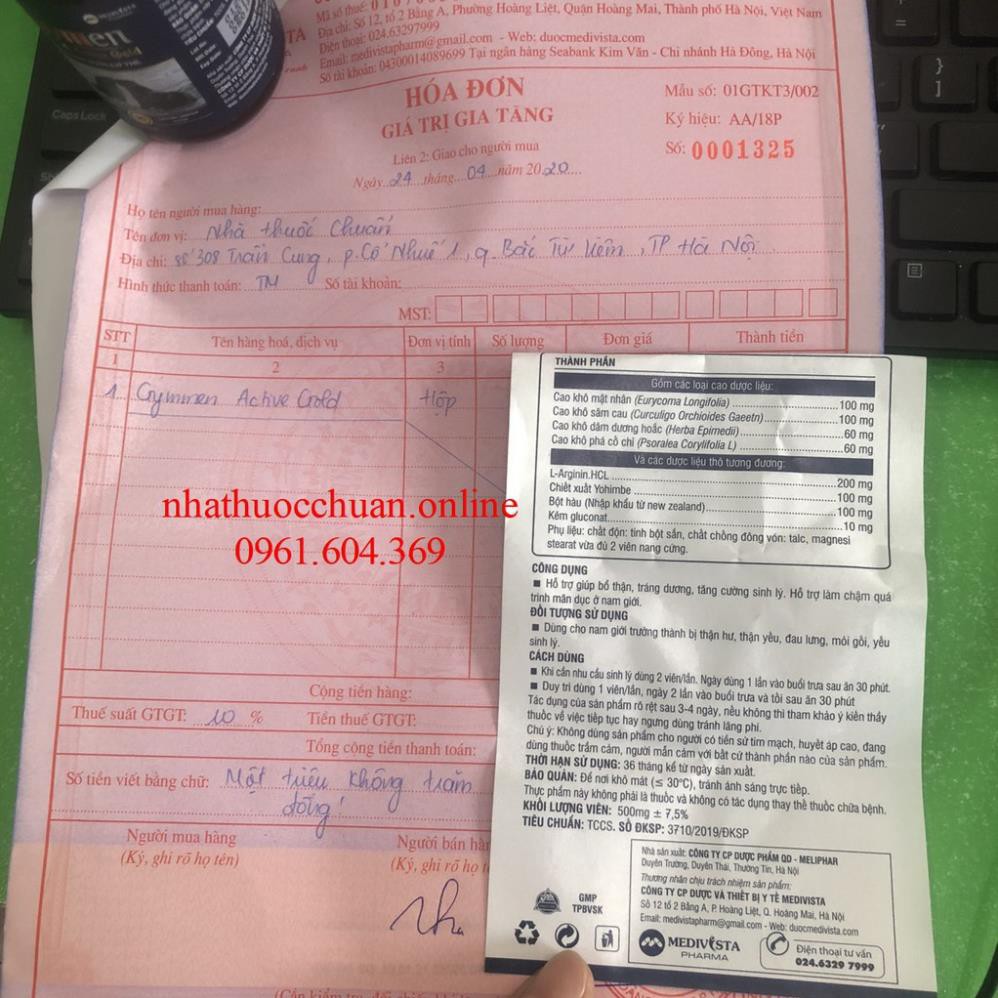 Mã số thuế:
Địa chỉ: Số 12, tổ 2 Bằng A, Phường Hoàng Liệt, Quận Hoàng Mai, Thành phố Hà Nội, Việt Nam
Điện thoại: 024.63297999
Email: medivistapharm@gmail.com - Web: duocmedivista.com
Số tài khoản: 04300014089699 Tại ngân hàng Seabank Kim Văn - Chi nhánh Hà Đông, Hà Nội
HÓA ĐƠN
GIÁ TRỊ GIA TĂNG
Liên 2: Giao cho người mua
Ngày 24 tháng 04 năm 2020
Mẫu số: 01GTKT3/002
Ký hiệu: AA/18P
Số: 0001325
Caps Lock
Họ tên người mua hàng:
Tên đơn vị: Nhà thuốc Chuẩn
Địa chỉ: số 308 Trần Cung, p. Cổ Nhuế 1, q. Bắc Từ Liêm, TP Hà Nội
Hình thức thanh toán: TM Số tài khoản:
MST:
STT Tên hàng hoá, dịch vụ Đơn vị tính Số lượng Đơn giá Thành tiền
1 2 3
1 Gymmen Active Gold Hộp
nhathuocchuan.online
0961.604.369
Cộng tiền hàng:
Thuế suất GTGT: 10 % Tiền thuế GTGT:
Tổng cộng tiền thanh toán:
Số tiền viết bằng chữ: Một triệu không trăm
đồng
Người mua hàng
(Ký, ghi rõ họ tên)
Người bán hàn
(Ký, ghi rõ họ
THÀNH PHẦN
Gồm các loại cao dược liệu:
Cao khô mật nhân (Eurycoma Longifolia) 100 mg
Cao khô sâm cau (Curculigo Orchioides Gaeetn) 100 mg
Cao khô dâm dương hoắc (Herba Epimedii) 60 mg
Cao khô phá cố chỉ (Psoralea Corylifolia L) 60 mg
Và các dược liệu thô tương đương:
L-Arginin.HCL 200 mg
Chiết xuất Yohimbe 100 mg
Bột hàu (Nhập khẩu từ new zealand) 100 mg
Kẽm gluconat 10 mg
Phụ liệu: chất độn: tinh bột sắn, chất chống đông vón: talc, magnesi
stearat vừa đủ 2 viên nang cứng.
CÔNG DỤNG
■ Hỗ trợ giúp bổ thận, tráng dương, tăng cường sinh lý. Hỗ trợ làm chậm quá
trình mãn dục ở nam giới.
ĐỐI TƯỢNG SỬ DỤNG
■ Dùng cho nam giới trưởng thành bị thận hư, thận yếu, đau lưng, mỏi gối, yếu
sinh lý.
CÁCH DÙNG
■ Khi cần nhu cầu sinh lý dùng 2 viên/lần. Ngày dùng 1 lần vào buổi trưa sau ăn 30 phút.
■ Duy trì dùng 1 viên/lần, ngày 2 lần vào buổi trưa và tối sau ăn 30 phút
Tác dụng của sản phẩm rõ rệt sau 3-4 ngày, nếu không thì tham khảo ý kiến thầy
thuốc về việc tiếp tục hay ngưng dùng tránh lãng phí.
Chú ý: Không dùng sản phẩm cho người có tiền sử tim mạch, huyết áp cao, đang
dùng thuốc trầm cảm, người mẫn cảm với bất cứ thành phần nào của sản phẩm.
THỜI HẠN SỬ DỤNG: 36 tháng kể từ ngày sản xuất.
BẢO QUẢN: Để nơi khô mát (≤ 30°C), tránh ánh sáng trực tiếp.
Thực phẩm này không phải là thuốc và không có tác dụng thay thế thuốc chữa bệnh.
KHỐI LƯỢNG VIÊN: 500mg ± 7,5%
TIÊU CHUẨN: TCCS. SỐ ĐKSP: 3710/2019/ĐKSP
Nhà sản xuất: CÔNG TY CP DƯỢC PHẨM QD - MELIPHAR
Duyên Trường, Duyên Thái, Thường Tín, Hà Nội
Thương nhân chịu trách nhiệm sản phẩm:
CÔNG TY CP DƯỢC VÀ THIẾT BỊ Y TẾ MEDIVISTA
Số 12 tổ 2 Bằng A, P. Hoàng Liệt, Q. Hoàng Mai, Hà Nội
Email: medivistapharm@gmail.com - Web: duocmedivista.com
GMP
TPBVSK
MEDIVISTA
PHARMA
Điện thoại tư vấn
024.6329 7999